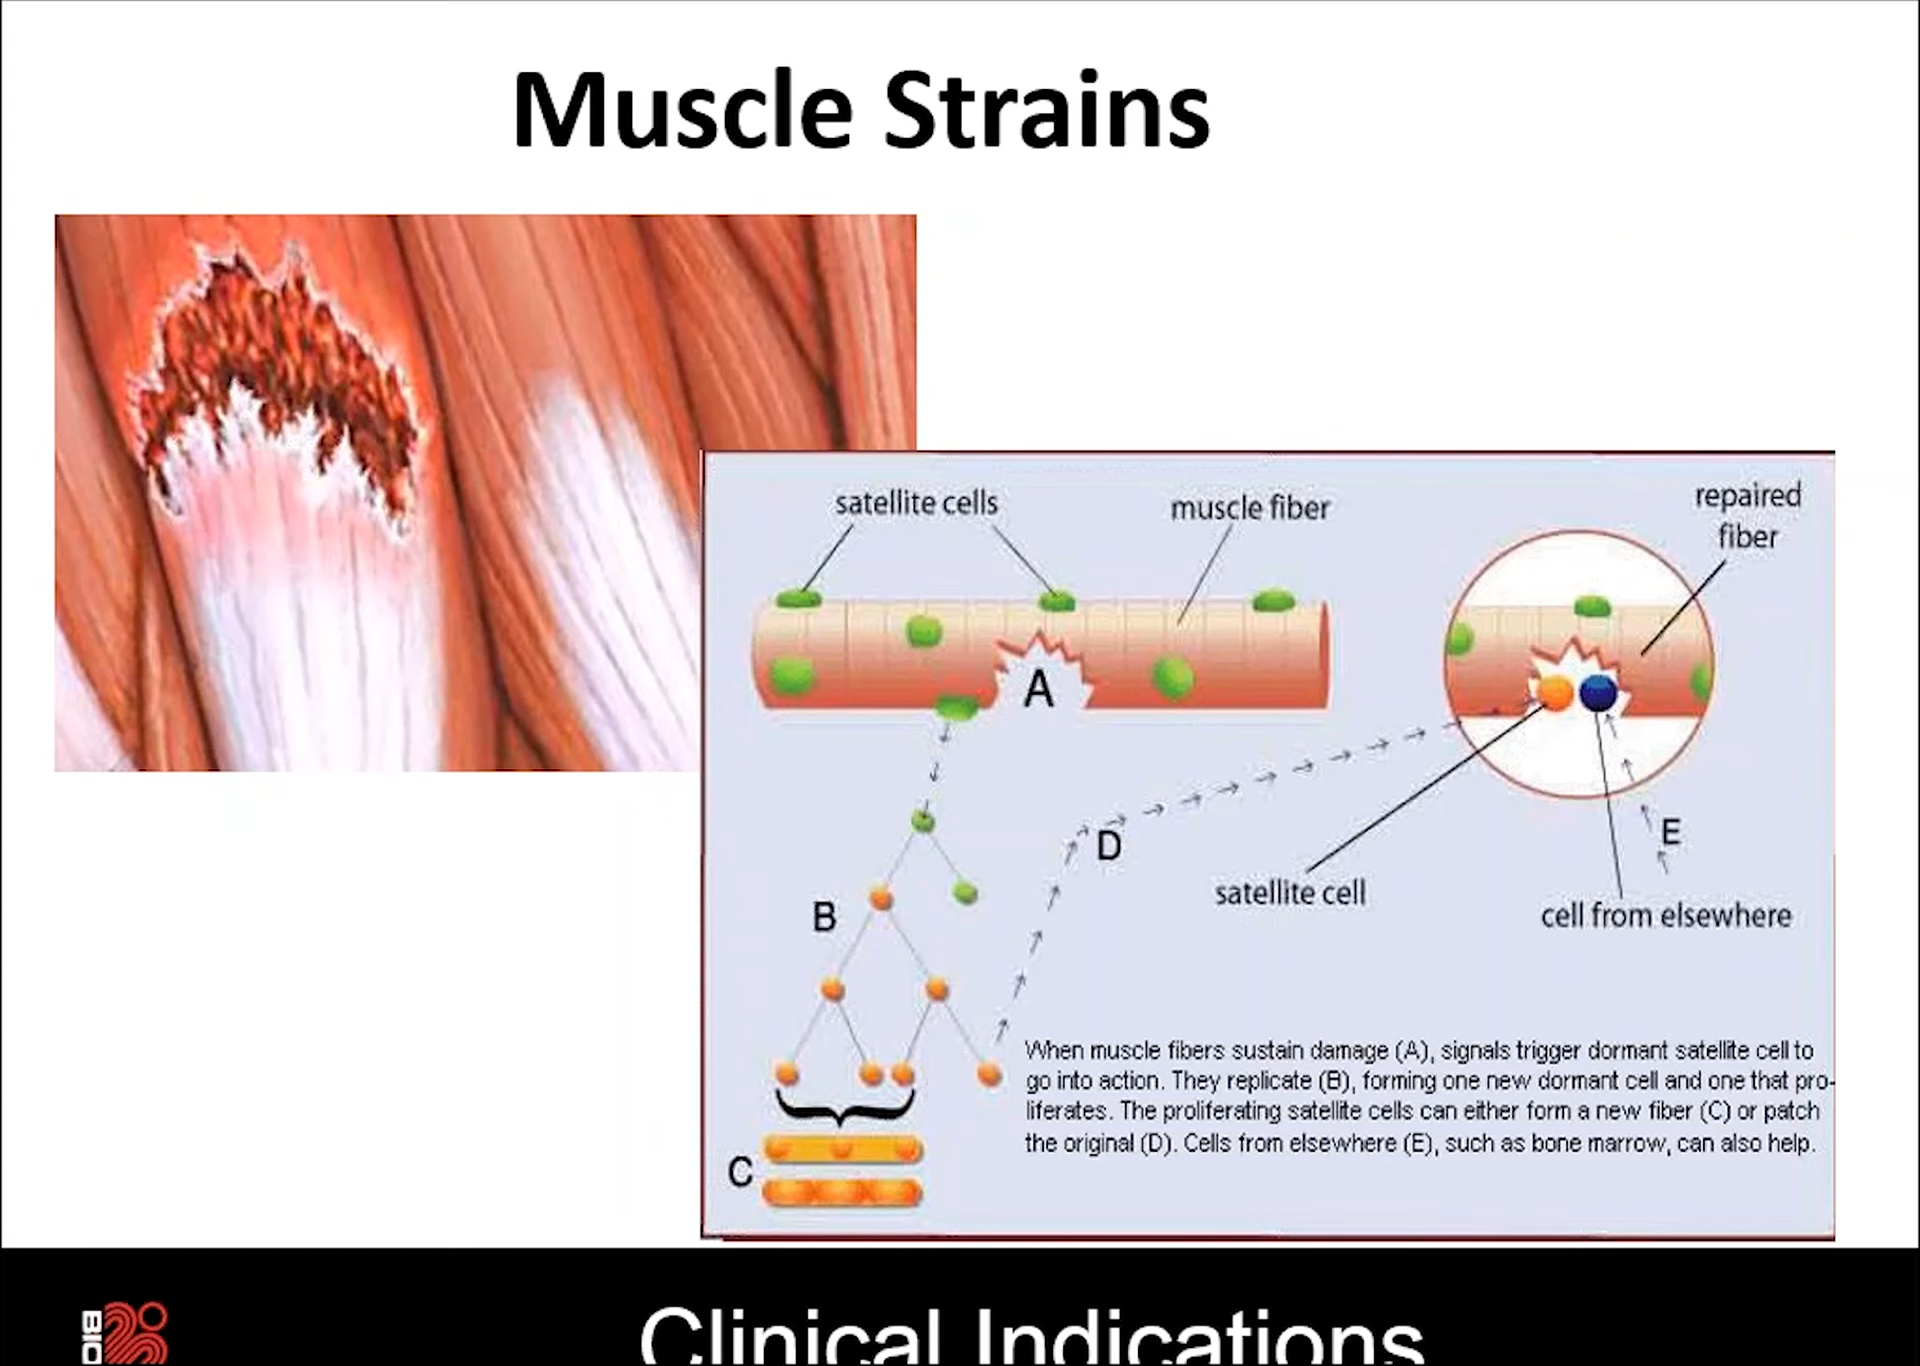 Muscle Strains
satellite cells
muscle fiber
repaired
fiber
A
D
E
B
satellite cell
cell from elsewhere
When muscle fibers sustain damage (A), signals trigger dormant satellite cell to
go into action. They replicate (B), forming one new dormant cell and one that pro-
liferates. The proliferating satellite cells can either form a new fiber (C) or patch
the original (D). Cells from elsewhere (E), such as bone marrow, can also help.
C
Clinical Indications